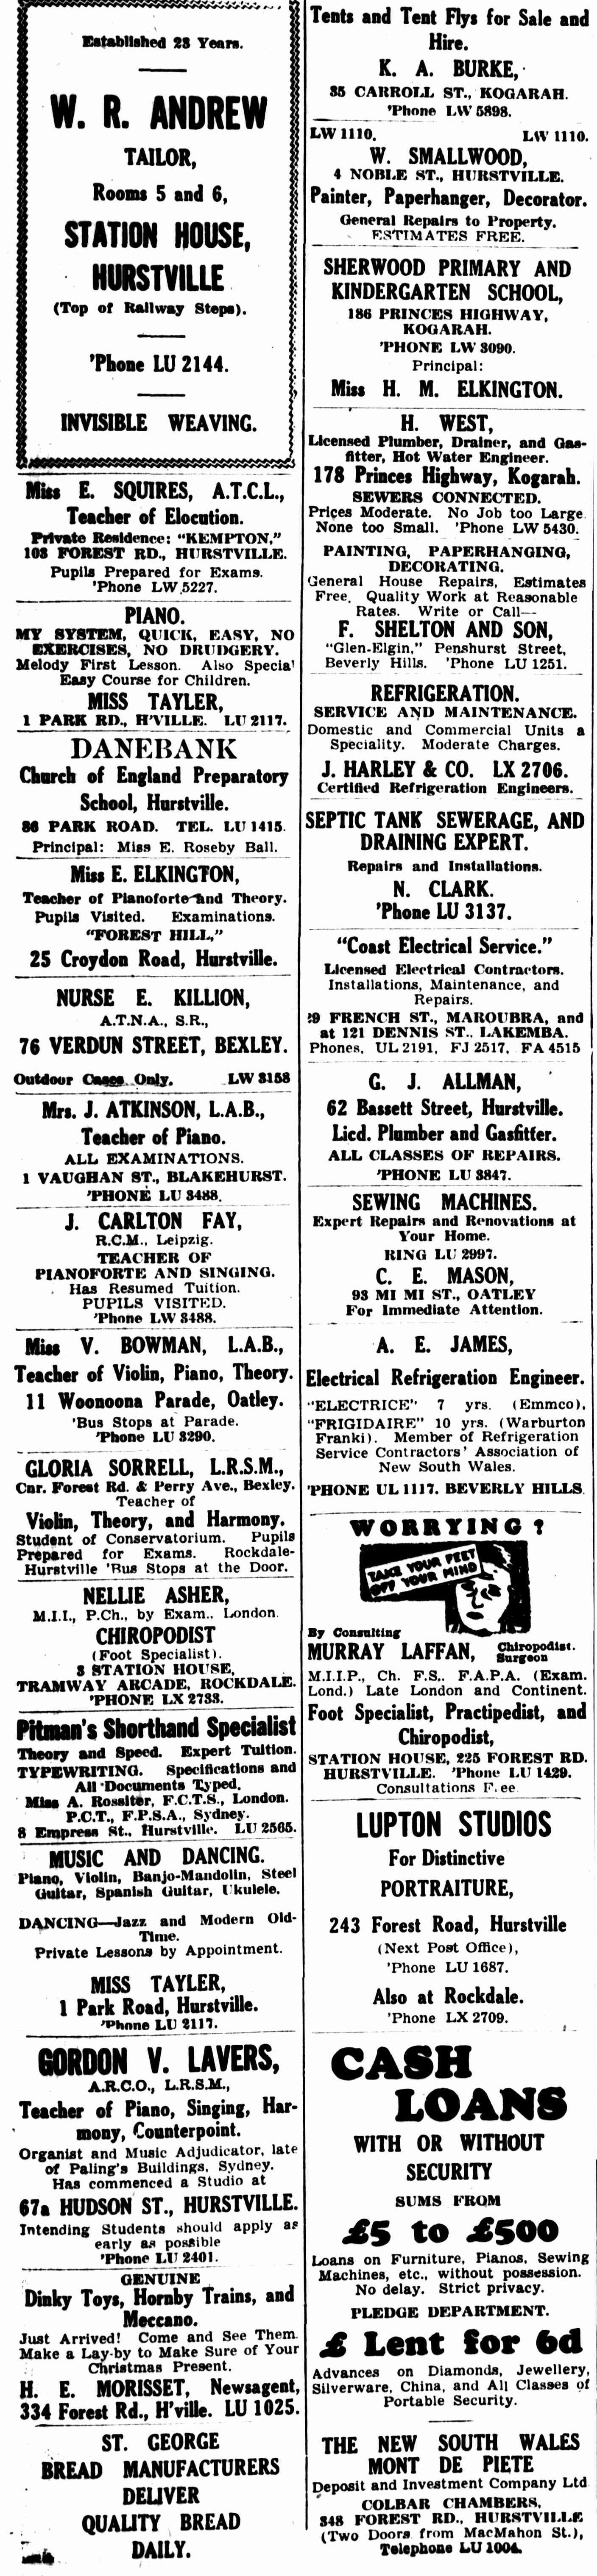 Established 28 Years.
W. R. ANDREW
TAILOR,
Rooms 5 and 6,
STATION HOUSE,
HURSTVILLE
(Top of Railway Steps).
'Phone LU 2144.
INVISIBLE WEAVING.
Miss E. SQUIRES, A.T.C.L.,
Teacher of Elocution.
Private Residence: "KEMPTON,"
103 FOREST RD., HURSTVILLE.
Pupils Prepared for Exams.
'Phone LW 5227.
PIANO.
MY SYSTEM, QUICK, EASY, NO
EXERCISES, NO DRUDGERY.
Melody First Lesson. Also Special
Easy Course for Children.
MISS TAYLER,
1 PARK RD., H'VILLE. LU 2117.
DANEBANK
Church of England Preparatory
School, Hurstville.
86 PARK ROAD. TEL. LU 1415.
Principal: Miss E. Roseby Ball.
Miss E. ELKINGTON,
Teacher of Pianoforte and Theory.
Pupils Visited. Examinations.
"FOREST HILL,"
25 Croydon Road, Hurstville.
NURSE E. KILLION,
A.T.N.A., S.R.,
76 VERDUN STREET, BEXLEY.
Outdoor Cases Only. LW 3158
Mrs. J. ATKINSON, L.A.B.,
Teacher of Piano.
ALL EXAMINATIONS.
1 VAUGHAN ST., BLAKEHURST.
'PHONE LU 3488.
J. CARLTON FAY,
R.C.M., Leipzig.
TEACHER OF
PIANOFORTE AND SINGING.
Has Resumed Tuition.
PUPILS VISITED.
'Phone LW 3488.
Miss V. BOWMAN, L.A.B.,
Teacher of Violin, Piano, Theory.
11 Woonoona Parade, Oatley.
'Bus Stops at Parade.
'Phone LU 3290.
GLORIA SORRELL, L.R.S.M.,
Cnr. Forest Rd. & Perry Ave., Bexley.
Teacher of
Violin, Theory, and Harmony.
Student of Conservatorium. Pupils
Prepared for Exams. Rockdale-
Hurstville 'Bus Stops at the Door.
NELLIE ASHER,
M.I.I., P.Ch., by Exam., London.
CHIROPODIST
(Foot Specialist).
8 STATION HOUSE,
TRAMWAY ARCADE, ROCKDALE.
'PHONE LX 2733.
Pitman's Shorthand Specialist
Theory and Speed. Expert Tuition.
TYPEWRITING. Specifications and
All Documents Typed.
Miss A. Rossiter, F.C.T.S., London.
P.C.T., F.P.S.A., Sydney.
8 Empress St., Hurstville. LU 2565.
MUSIC AND DANCING.
Piano, Violin, Banjo-Mandolin, Steel
Guitar, Spanish Guitar, Ukulele.
DANCING—Jazz and Modern Old-
Time.
Private Lessons by Appointment.
MISS TAYLER,
1 Park Road, Hurstville.
'Phone LU 2117.
GORDON V. LAVERS,
A.R.C.O., L.R.S.M.,
Teacher of Piano, Singing, Har-
mony, Counterpoint.
Organist and Music Adjudicator, late
of Paling's Buildings, Sydney.
Has commenced a Studio at
67a HUDSON ST., HURSTVILLE.
Intending Students should apply as
early as possible
'Phone LU 2401.
GENUINE
Dinky Toys, Hornby Trains, and
Meccano.
Just Arrived! Come and See Them.
Make a Lay-by to Make Sure of Your
Christmas Present.
H. E. MORISSET, Newsagent,
334 Forest Rd., H'ville. LU 1025.
ST. GEORGE
BREAD MANUFACTURERS
DELIVER
QUALITY BREAD
DAILY.
Tents and Tent Flys for Sale and
Hire.
K. A. BURKE,
85 CARROLL ST., KOGARAH.
'Phone LW 5898.
LW 1110. LW 1110.
W. SMALLWOOD,
4 NOBLE ST., HURSTVILLE.
Painter, Paperhanger, Decorator.
General Repairs to Property.
ESTIMATES FREE.
SHERWOOD PRIMARY AND
KINDERGARTEN SCHOOL,
186 PRINCES HIGHWAY,
KOGARAH.
'PHONE LW 3090.
Principal:
Miss H. M. ELKINGTON.
H. WEST,
Licensed Plumber, Drainer, and Gas-
fitter, Hot Water Engineer.
178 Princes Highway, Kogarah.
SEWERS CONNECTED.
Prices Moderate. No Job too Large
None too Small. 'Phone LW 5430.
PAINTING, PAPERHANGING,
DECORATING.
General House Repairs, Estimates
Free. Quality Work at Reasonable
Rates. Write or Call—
F. SHELTON AND SON,
"Glen-Elgin," Penshurst Street,
Beverly Hills. 'Phone LU 1251.
REFRIGERATION.
SERVICE AND MAINTENANCE.
Domestic and Commercial Units a
Speciality. Moderate Charges.
J. HARLEY & CO. LX 2706.
Certified Refrigeration Engineers.
SEPTIC TANK SEWERAGE, AND
DRAINING EXPERT.
Repairs and Installations.
N. CLARK.
'Phone LU 3137.
"Coast Electrical Service."
Licensed Electrical Contractors.
Installations, Maintenance, and
Repairs.
FRENCH ST., MAROUBRA, and
at 121 DENNIS ST., LAKEMBA.
Phones, UL 2191, FJ 2517, FA 4515
G. J. ALLMAN,
62 Bassett Street, Hurstville.
Licd. Plumber and Gasfitter.
ALL CLASSES OF REPAIRS.
'PHONE LU 3847.
SEWING MACHINES.
Expert Repairs and Renovations at
Your Home.
RING LU 2997.
C. E. MASON,
93 MI MI ST., OATLEY
For Immediate Attention.
A. E. JAMES,
Electrical Refrigeration Engineer.
"ELECTRICE" 7 yrs. (Emmco),
"FRIGIDAIRE" 10 yrs. (Warburton
Franki). Member of Refrigeration
Service Contractors' Association of
New South Wales.
'PHONE UL 1117. BEVERLY HILLS.
WORRYING?
TAKE YOUR FEET
OFF YOUR MIND
By Consulting
MURRAY LAFFAN, Chiropodist. Surgeon
M.I.I.P., Ch. F.S., F.A.P.A. (Exam.
Lond.) Late London and Continent.
Foot Specialist, Practipedist, and
Chiropodist,
STATION HOUSE, 225 FOREST RD.
HURSTVILLE. 'Phone LU 1429.
Consultations F.ee
LUPTON STUDIOS
For Distinctive
PORTRAITURE,
243 Forest Road, Hurstville
(Next Post Office),
'Phone LU 1687.
Also at Rockdale.
'Phone LX 2709.
CASH
LOANS
WITH OR WITHOUT
SECURITY
SUMS FROM
£5 to £500
Loans on Furniture, Pianos, Sewing
Machines, etc., without possession.
No delay. Strict privacy.
PLEDGE DEPARTMENT.
£ Lent for 6d
Advances on Diamonds, Jewellery,
Silverware, China, and All Classes of
Portable Security.
THE NEW SOUTH WALES
MONT DE PIETE
Deposit and Investment Company Ltd
COLBAR CHAMBERS,
348 FOREST RD., HURSTVILLE
(Two Doors from MacMahon St.),
Telephone LU 1004.